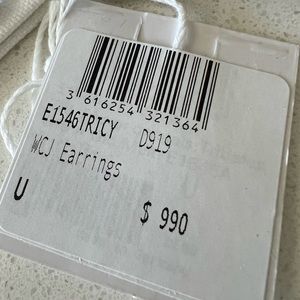 3 616254 321364
E1546TRICY D919
WCJ Earrings
U
$ 990